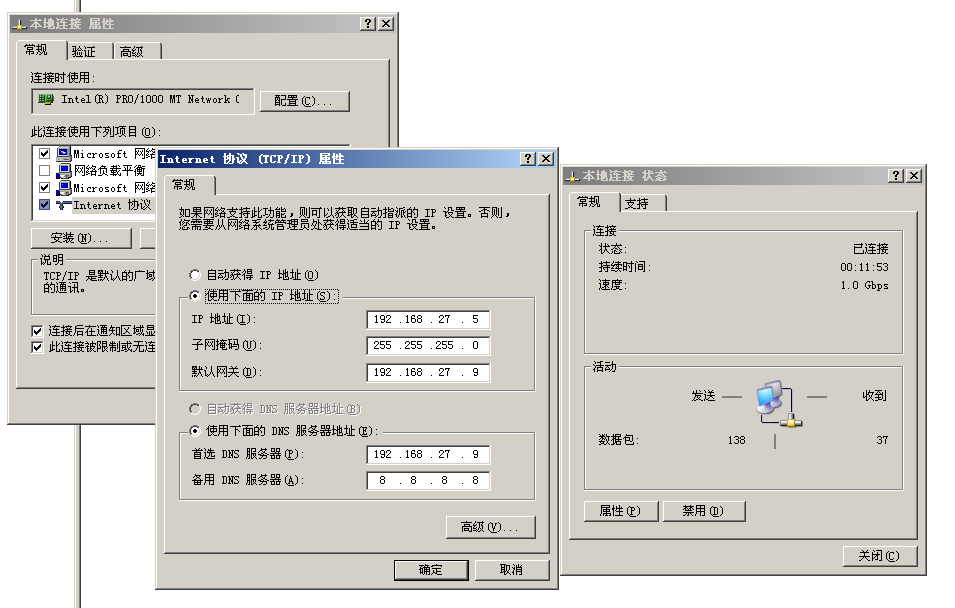 本地连接 属性
常规 验证 高级
连接时使用:
Intel(R) PRO/1000 MT Network C
配置(C)...
此连接使用下列项目(O):
Microsoft 网络
网络负载平衡
Microsoft 网络
Internet 协议
安装(N)...
说明
TCP/IP 是默认的广域
的通讯。
连接后在通知区域显
此连接被限制或无连
Internet 协议 (TCP/IP) 属性
常规
如果网络支持此功能,则可以获取自动指派的 IP 设置。否则,
您需要从网络系统管理员处获得适当的 IP 设置。
自动获得 IP 地址(O)
使用下面的 IP 地址(S):
IP 地址(I): 192 .168 . 27 . 5
子网掩码(U): 255 .255 .255 . 0
默认网关(D): 192 .168 . 27 . 9
自动获得 DNS 服务器地址(B)
使用下面的 DNS 服务器地址(E):
首选 DNS 服务器(P): 192 .168 . 27 . 9
备用 DNS 服务器(A): 8 . 8 . 8 . 8
高级(V)...
确定 取消
本地连接 状态
常规 支持
连接
状态: 已连接
持续时间: 00:11:53
速度: 1.0 Gbps
活动
发送 收到
数据包: 138 37
属性(P) 禁用(D)
关闭(C)